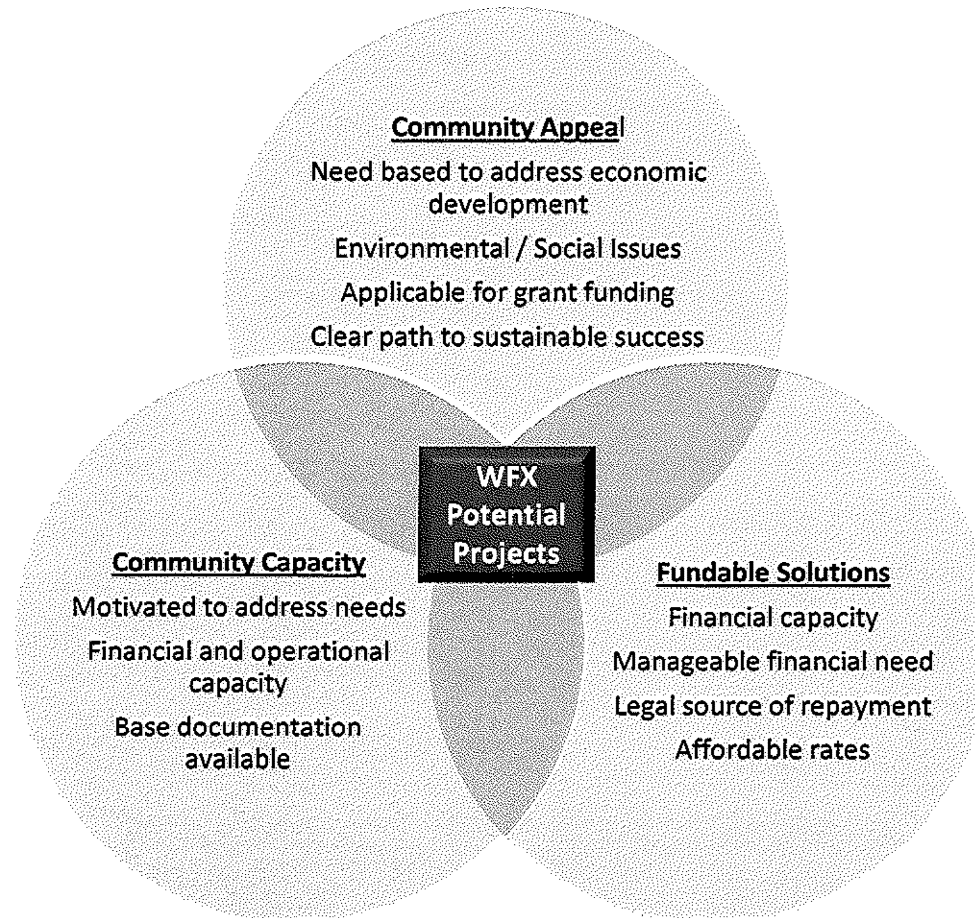 Community Appeal
Need based to address economic
development
Environmental / Social Issues
Applicable for grant funding
Clear path to sustainable success
WFX
Potential
Projects
Community Capacity
Motivated to address needs
Financial and operational
capacity
Base documentation
available
Fundable Solutions
Financial capacity
Manageable financial need
Legal source of repayment
Affordable rates